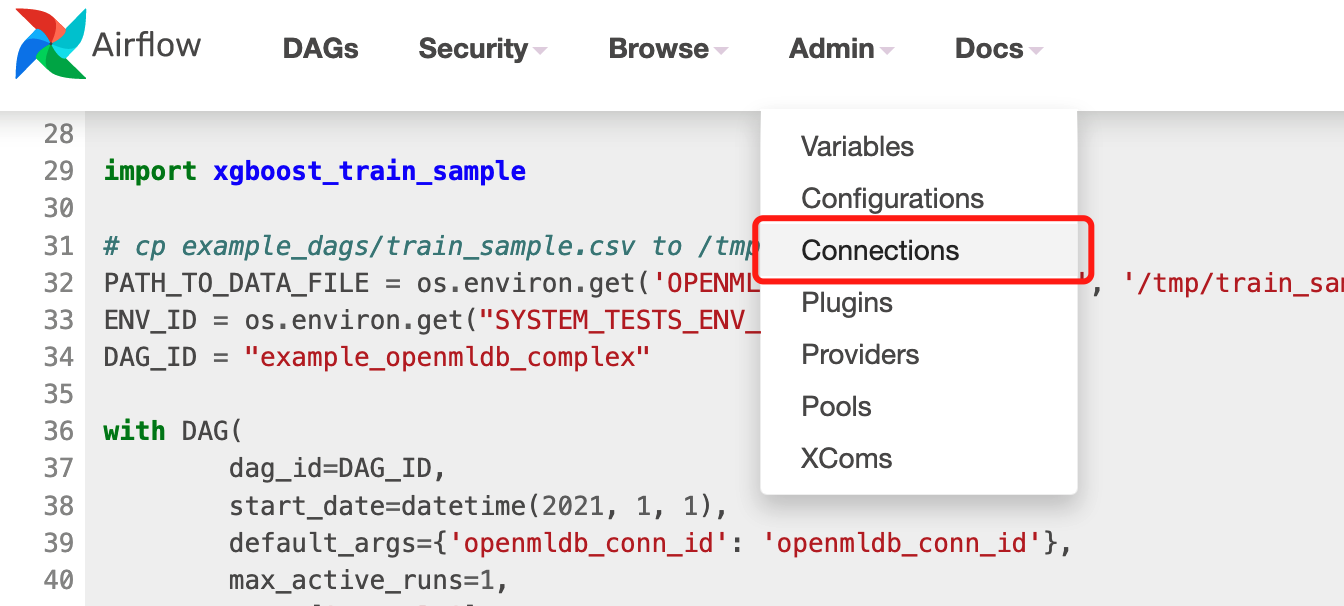 Airflow DAGs Security Browse Admin Docs
Variables
Configurations
Connections
Plugins
Providers
Pools
XComs
28
29 import xgboost_train_sample
30
31 # cp example_dags/train_sample.csv to /tmp
32 PATH_TO_DATA_FILE = os.environ.get('OPENML ', '/tmp/train_sa
33 ENV_ID = os.environ.get("SYSTEM_TESTS_ENV_
34 DAG_ID = "example_openmldb_complex"
35
36 with DAG(
37 dag_id=DAG_ID,
38 start_date=datetime(2021, 1, 1),
39 default_args={'openmldb_conn_id': 'openmldb_conn_id'},
40 max_active_runs=1,